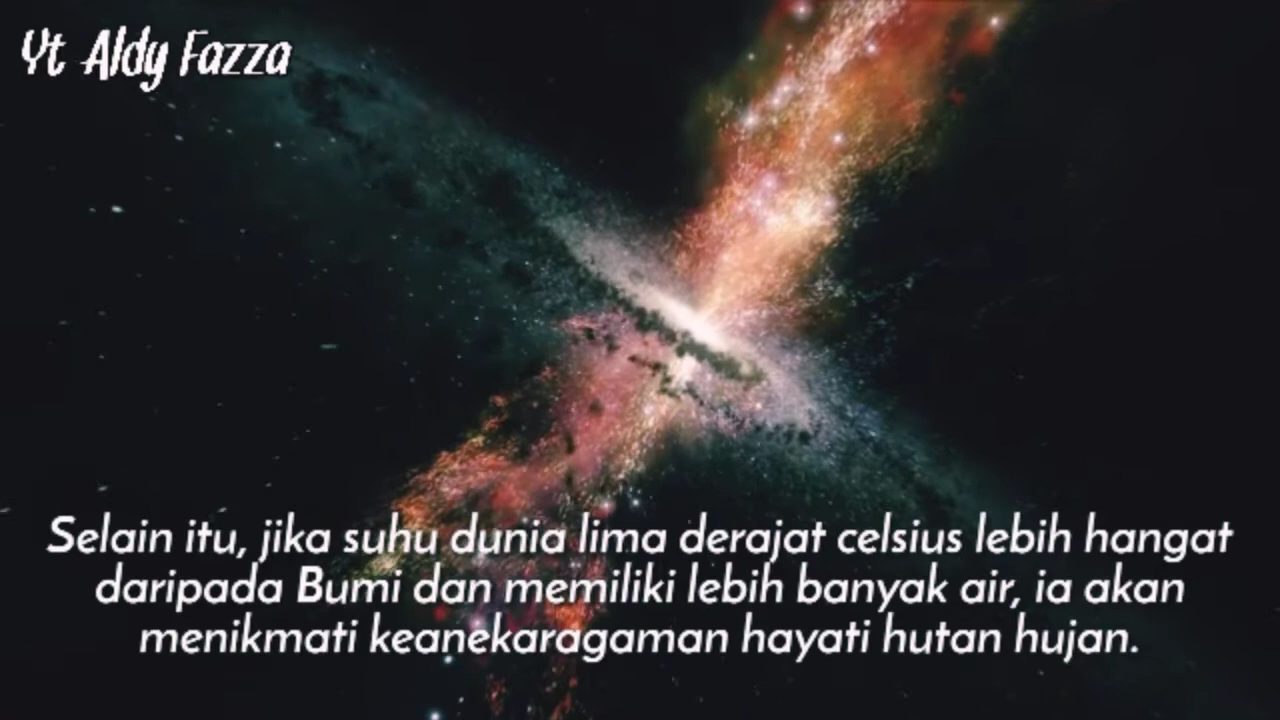 Yt Aldy Fazza
Selain itu, jika suhu dunia lima derajat celsius lebih hangat
daripada Bumi dan memiliki lebih banyak air, ia akan
menikmati keanekaragaman hayati hutan hujan.